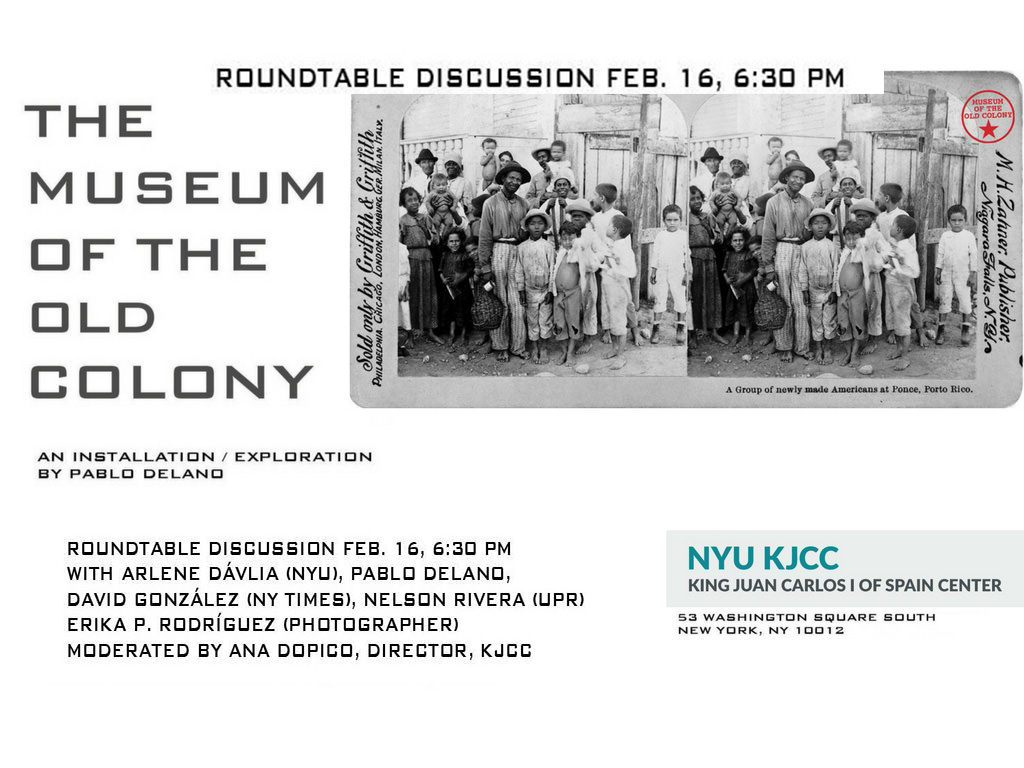 ROUNDTABLE DISCUSSION FEB. 16, 6:30 PM
THE
MUSEUM
OF THE
OLD
COLONY
Sold only by Griffith & Griffith
PHILADELPHIA, CHICAGO, LONDON, HAMBURG, GER. MILAN, ITALY.
MUSEUM
OF THE
OLD COLONY
M. H. Zahner, Publisher,
Niagara Falls, N.Y.
A Group of newly made Americans at Ponce, Porto Rico.
AN INSTALLATION / EXPLORATION
BY PABLO DELANO
ROUNDTABLE DISCUSSION FEB. 16, 6:30 PM
WITH ARLENE DÁVLIA (NYU), PABLO DELANO,
DAVID GONZÁLEZ (NY TIMES), NELSON RIVERA (UPR)
ERIKA P. RODRÍGUEZ (PHOTOGRAPHER)
MODERATED BY ANA DOPICO, DIRECTOR, KJCC
NYU KJCC
KING JUAN CARLOS I OF SPAIN CENTER
53 WASHINGTON SQUARE SOUTH
NEW YORK, NY 10012